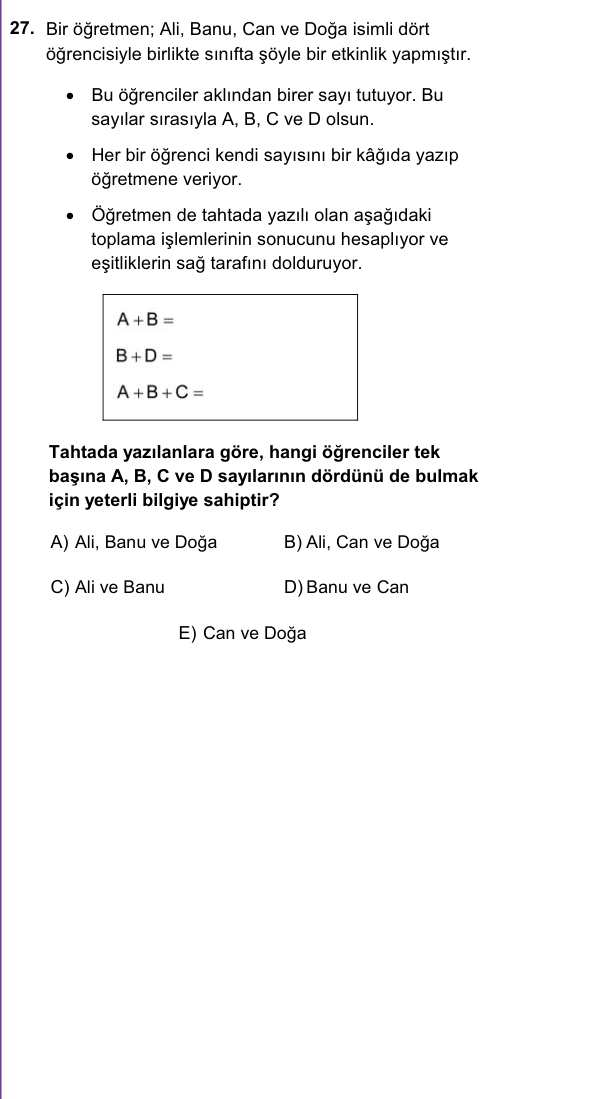 27. Bir öğretmen; Ali, Banu, Can ve Doğa isimli dört
öğrencisiyle birlikte sınıfta şöyle bir etkinlik yapmıştır.
• Bu öğrenciler aklından birer sayı tutuyor. Bu
sayılar sırasıyla A, B, C ve D olsun.
• Her bir öğrenci kendi sayısını bir kâğıda yazıp
öğretmene veriyor.
• Öğretmen de tahtada yazılı olan aşağıdaki
toplama işlemlerinin sonucunu hesaplıyor ve
eşitliklerin sağ tarafını dolduruyor.
A+B=
B+D=
A+B+C=
Tahtada yazılanlara göre, hangi öğrenciler tek
başına A, B, C ve D sayılarının dördünü de bulmak
için yeterli bilgiye sahiptir?
A) Ali, Banu ve Doğa B) Ali, Can ve Doğa
C) Ali ve Banu D) Banu ve Can
E) Can ve Doğa